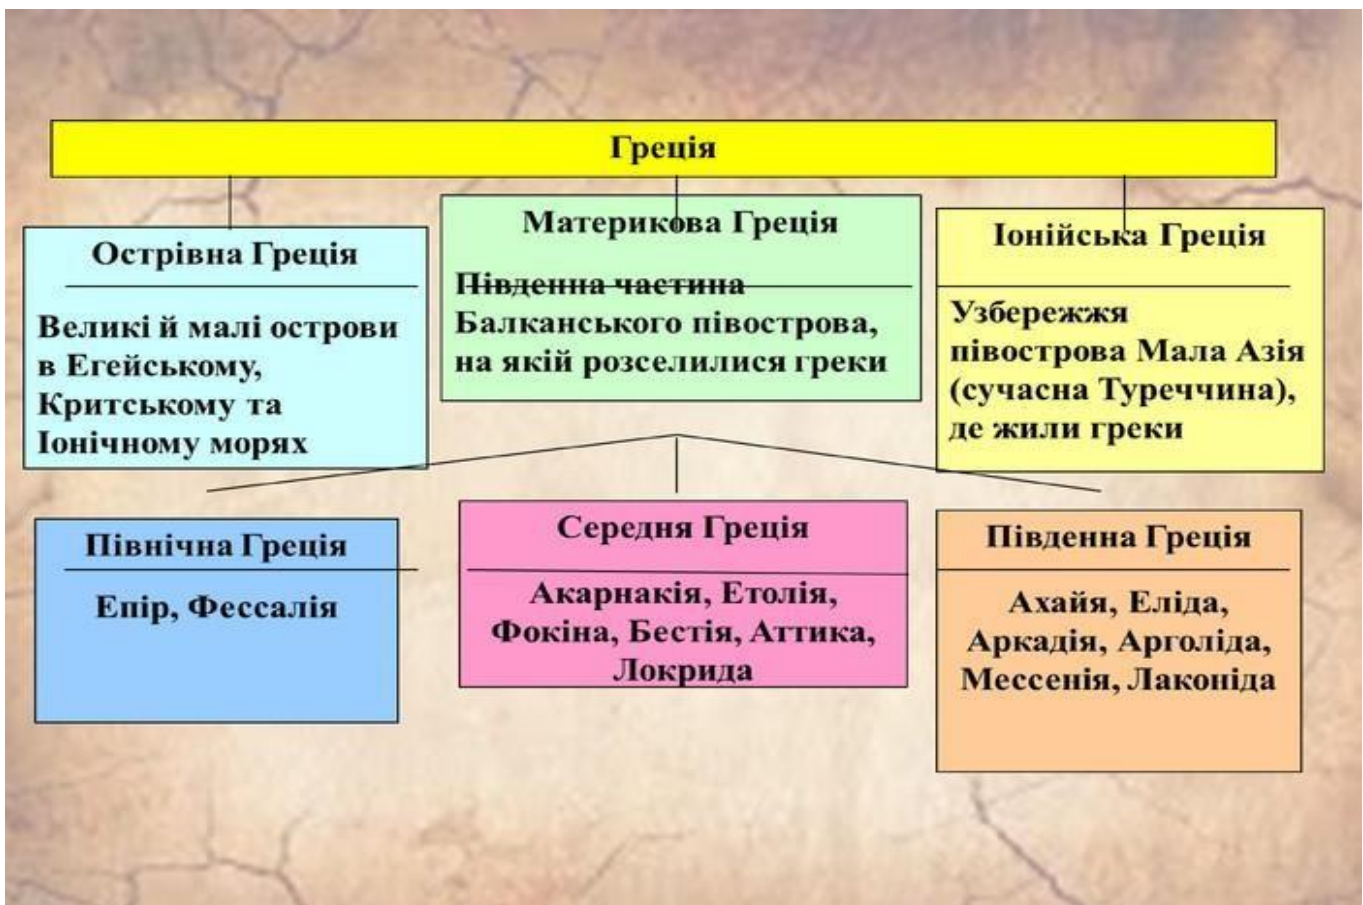 Греція
Острівна Греція
Великі й малі острови
в Егейському,
Критському та
Іонічному морях
Материкова Греція
Південна частина
Балканського півострова,
на якій розселилися греки
Іонійська Греція
Узбережжя
півострова Мала Азія
(сучасна Туреччина),
де жили греки
Північна Греція
Епір, Фессалія
Середня Греція
Акарнакія, Етолія,
Фокіна, Бестія, Аттика,
Локрида
Південна Греція
Ахайя, Еліда,
Аркадія, Арголіда,
Мессенія, Лаконіда